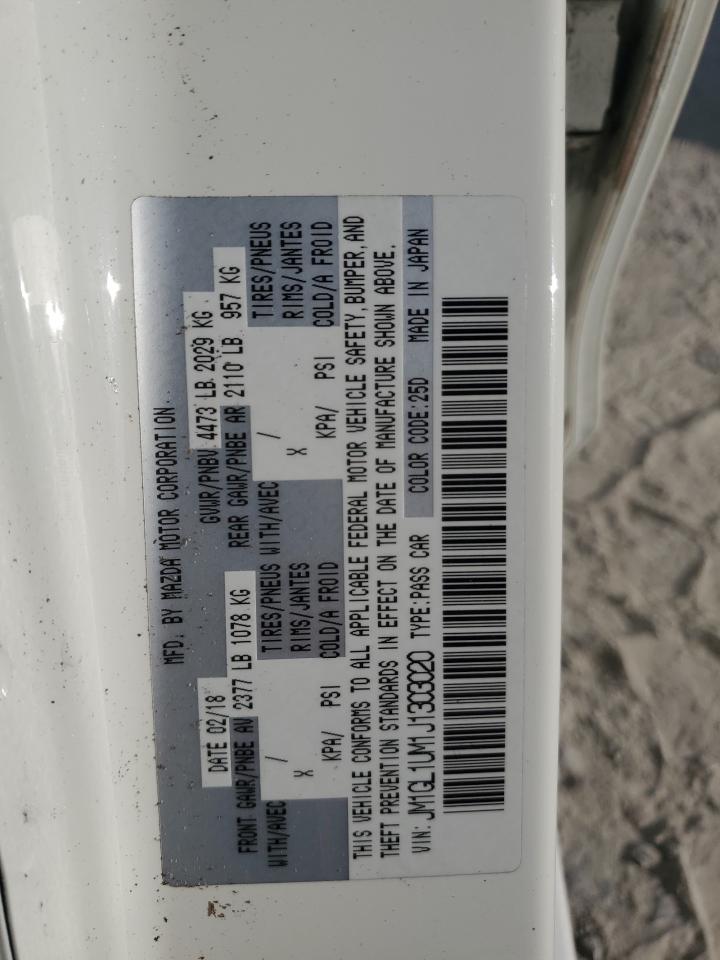 MFD. BY MAZDA MOTOR CORPORATION
DATE 02/18 GVWR/PNBV 4473 LB 2029 KG
FRONT GAWR/PNBE AV 2377 LB 1078 KG REAR GAWR/PNBE AR 2110 LB 957 KG
WITH/AVEC / TIRES/PNEUS WITH/AVEC / TIRES/PNEUS
X RIMS/JANTES X RIMS/JANTES
KPA/ PSI COLD/A FROID KPA/ PSI COLD/A FROID
THIS VEHICLE CONFORMS TO ALL APPLICABLE FEDERAL MOTOR VEHICLE SAFETY, BUMPER, AND
THEFT PREVENTION STANDARDS IN EFFECT ON THE DATE OF MANUFACTURE SHOWN ABOVE.
VIN: JM1GL1UM1J1303020 TYPE: PASS CAR COLOR CODE: 25D MADE IN JAPAN